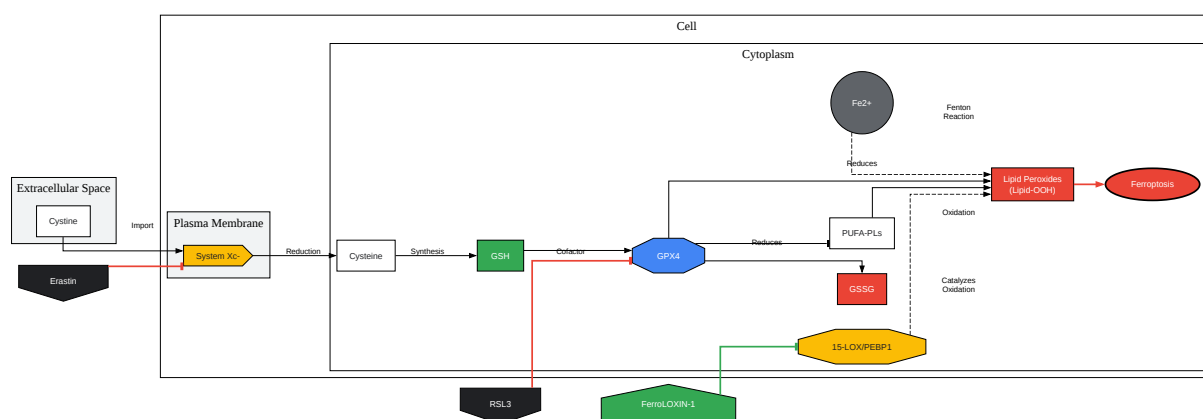 Cell
Cytoplasm
Fe2+
Fenton
Reaction
Reduces
Lipid Peroxides
(Lipid-OOH)
Ferroptosis
Extracellular Space
Cystine
Import
Plasma Membrane
System Xc-
Reduction
Cysteine
Synthesis
GSH
Cofactor
GPX4
Reduces
PUFA-PLs
Oxidation
Erastin
GSSG
Catalyzes
Oxidation
15-LOX/PEBP1
RSL3
FerroLOXIN-1